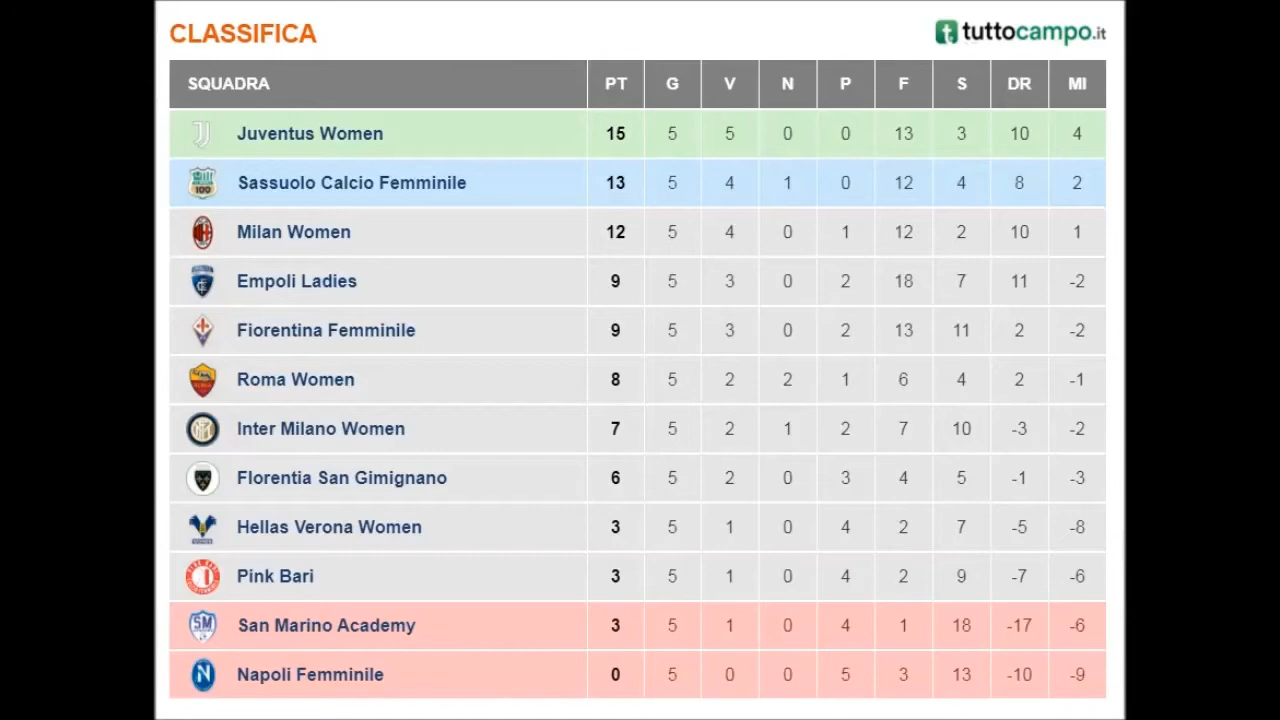 CLASSIFICA
tuttocampo.it
SQUADRA PT G V N P F S DR MI
Juventus Women 15 5 5 0 0 13 3 10 4
100 Sassuolo Calcio Femminile 13 5 4 1 0 12 4 8 2
Milan Women 12 5 4 0 1 12 2 10 1
Empoli Ladies 9 5 3 0 2 18 7 11 -2
Fiorentina Femminile 9 5 3 0 2 13 11 2 -2
Roma Women 8 5 2 2 1 6 4 2 -1
Inter Milano Women 7 5 2 1 2 7 10 -3 -2
Florentia San Gimignano 6 5 2 0 3 4 5 -1 -3
Hellas Verona Women 3 5 1 0 4 2 7 -5 -8
Pink Bari 3 5 1 0 4 2 9 -7 -6
SM San Marino Academy 3 5 1 0 4 1 18 -17 -6
N Napoli Femminile 0 5 0 0 5 3 13 -10 -9